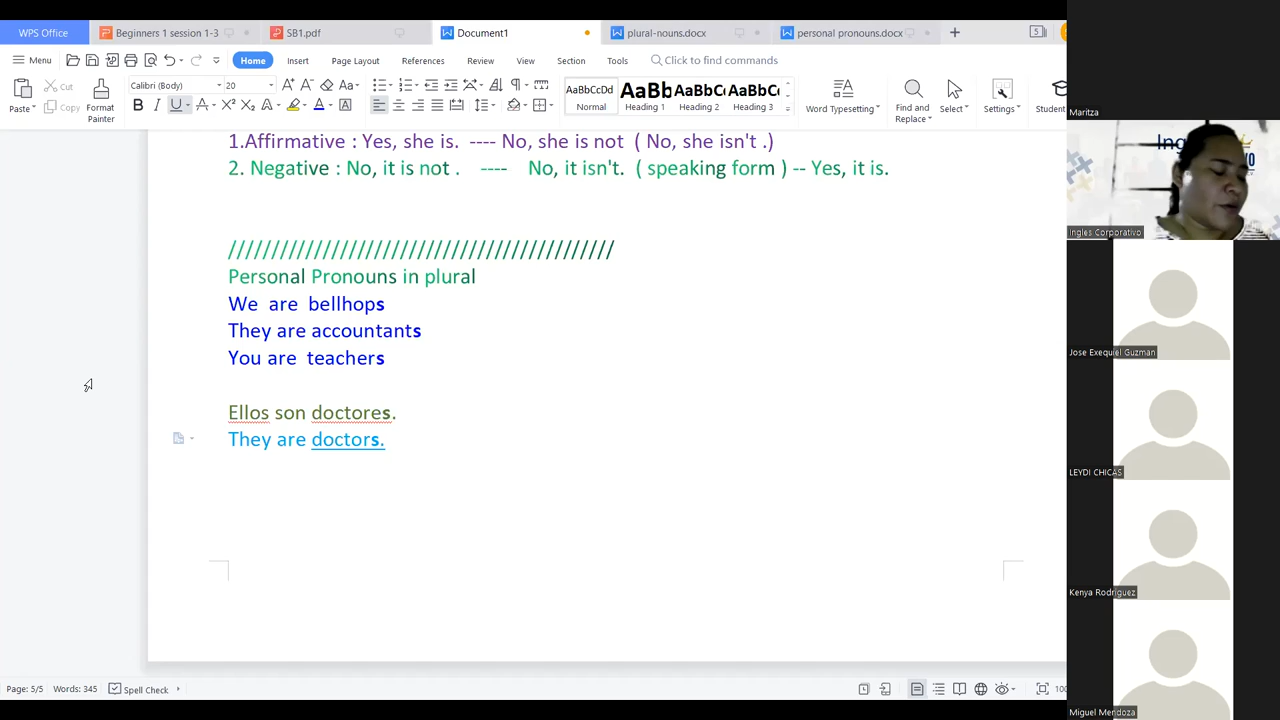 WPS Office
Beginners 1 session 1-3
SB1.pdf
Document1
plural-nouns.docx
personal pronouns.docx
Menu
Home
Insert
Page Layout
References
Review
View
Section
Tools
Click to find commands
Paste
Cut
Copy
Format Painter
Calibri (Body)
20
AaBbCcDd
Normal
AaBb
Heading 1
AaBbCc
Heading 2
AaBbCc
Heading 3
Word Typesetting
Find and Replace
Select
Settings
Student
1.Affirmative : Yes, she is. ---- No, she is not ( No, she isn't .)
2. Negative : No, it is not . ---- No, it isn't. ( speaking form ) -- Yes, it is.
////////////////////////////////////////////
Personal Pronouns in plural
We are bellhops
They are accountants
You are teachers
Ellos son doctores.
They are doctors.
Page: 5/5
Words: 345
Spell Check
100
Maritza
Ingles Corporativo
Jose Exequiel Guzman
LEYDI CHICAS
Kenya Rodriguez
Miguel Mendoza